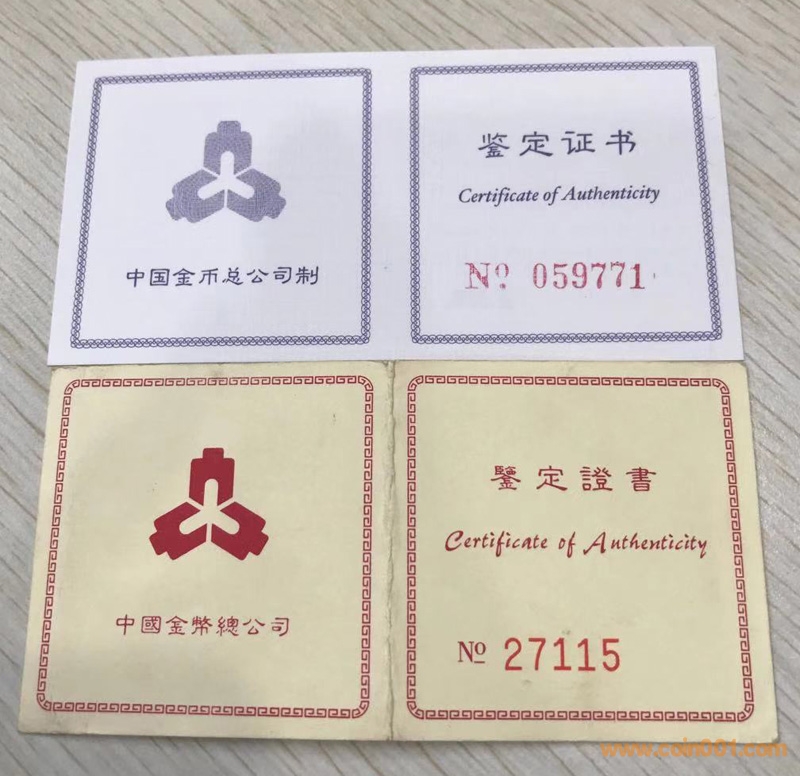 中国金币总公司制
鉴定证书
Certificate of Authenticity
Nº 059771
中國金幣總公司
鑒定證書
Certificate of Authenticity
Nº 27115
www.coin001.com